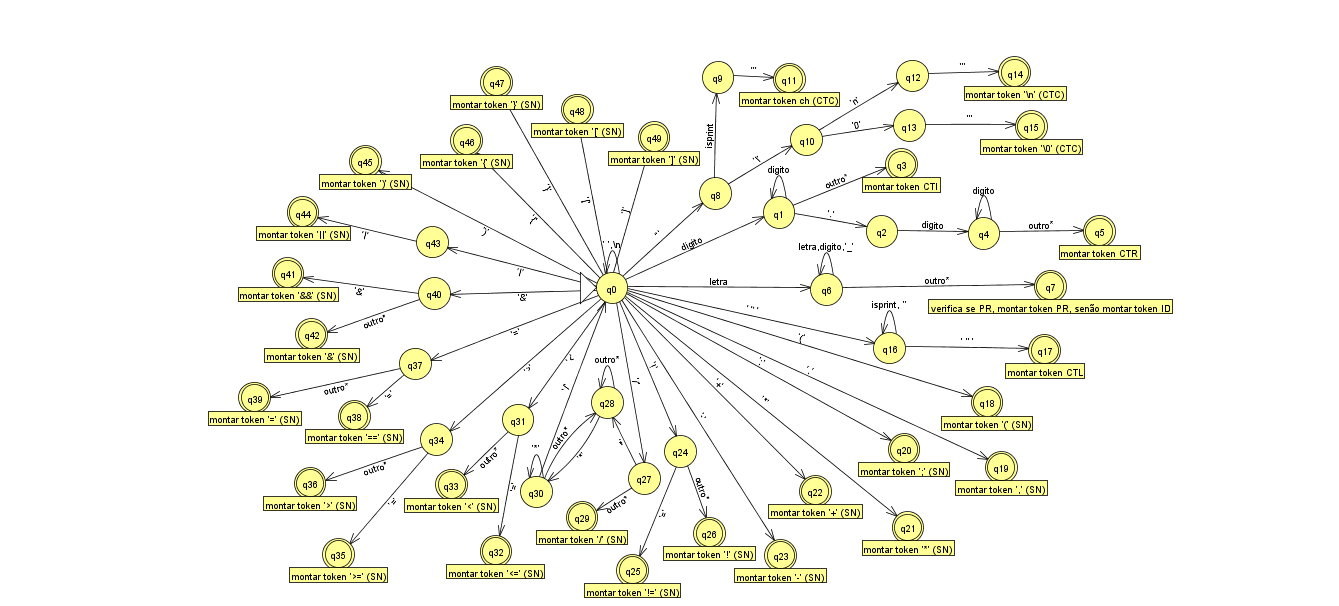 q47
montar token '}' (SN)
q48
montar token '[' (SN)
q49
montar token ']' (SN)
q46
montar token '{' (SN)
q45
montar token ')' (SN)
q44
montar token '||' (SN)
q43
'|'
'|'
q41
montar token '&&' (SN)
q40
'&'
'&'
q42
outro*
montar token '&' (SN)
q9
'''
q11
montar token ch (CTC)
isprint
q12
'''
q14
montar token '\n' (CTC)
'n'
q10
'0'
q13
'''
q15
montar token '\0' (CTC)
q8
digito
q1
digito
outro*
q3
montar token CTI
'.'
q2
digito
q4
digito
outro*
q5
montar token CTR
q0
' ',\n
letra
q6
letra,digito,'_'
outro*
q7
verifica se PR, montar token PR, senão montar token ID
' " '
q16
isprint, ''
' " '
q17
montar token CTL
'('
q18
montar token '(' (SN)
q19
montar token ',' (SN)
q20
montar token ';' (SN)
'*'
q21
montar token '*' (SN)
'+'
q22
montar token '+' (SN)
q23
montar token '-' (SN)
'!'
q24
'='
q25
montar token '!=' (SN)
outro*
q26
montar token '!' (SN)
'/'
q27
'*'
q28
outro*
outro*
'*'
q30
'*'
'/'
outro*
q29
montar token '/' (SN)
'<'
q31
outro*
q33
montar token '<' (SN)
'='
q32
montar token '<=' (SN)
'>'
q34
outro*
q36
montar token '>' (SN)
'='
q35
montar token '>=' (SN)
'='
q37
outro*
q39
montar token '=' (SN)
'='
q38
montar token '==' (SN)